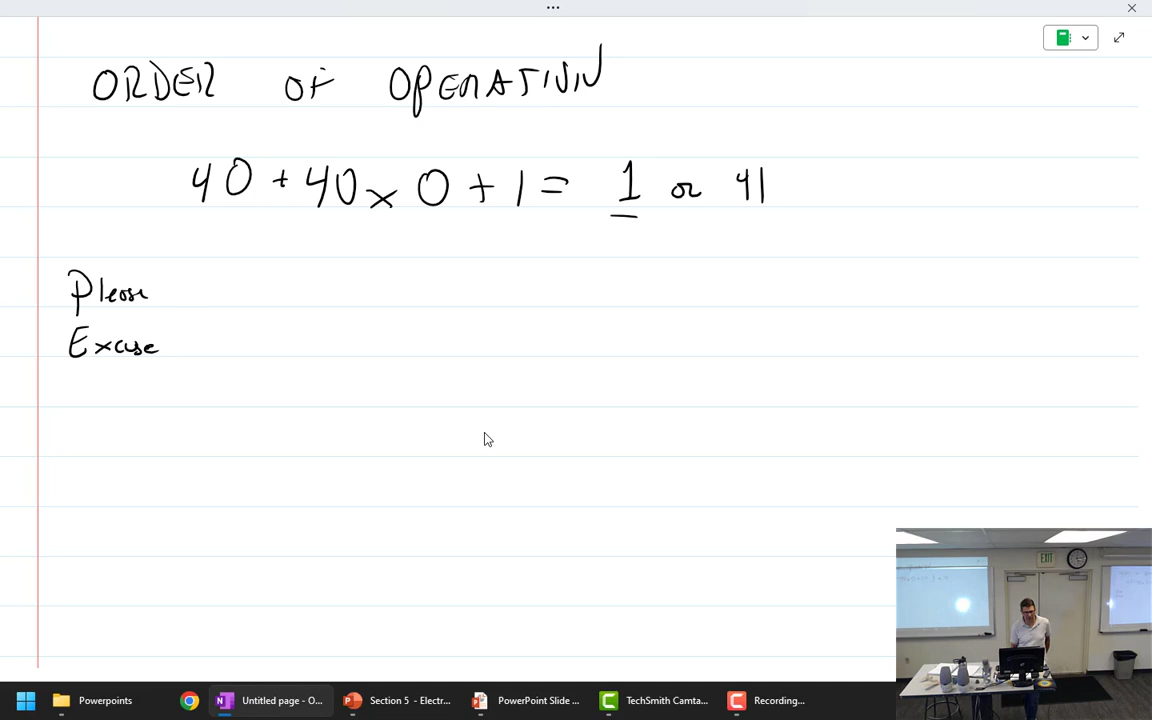 ORDER OF OPERATION
40 + 40 x 0 + 1 = 1 or 41
Please
Excuse
Powerpoints
Untitled page - O...
Section 5 - Electr...
PowerPoint Slide ...
TechSmith Camta...
Recording...